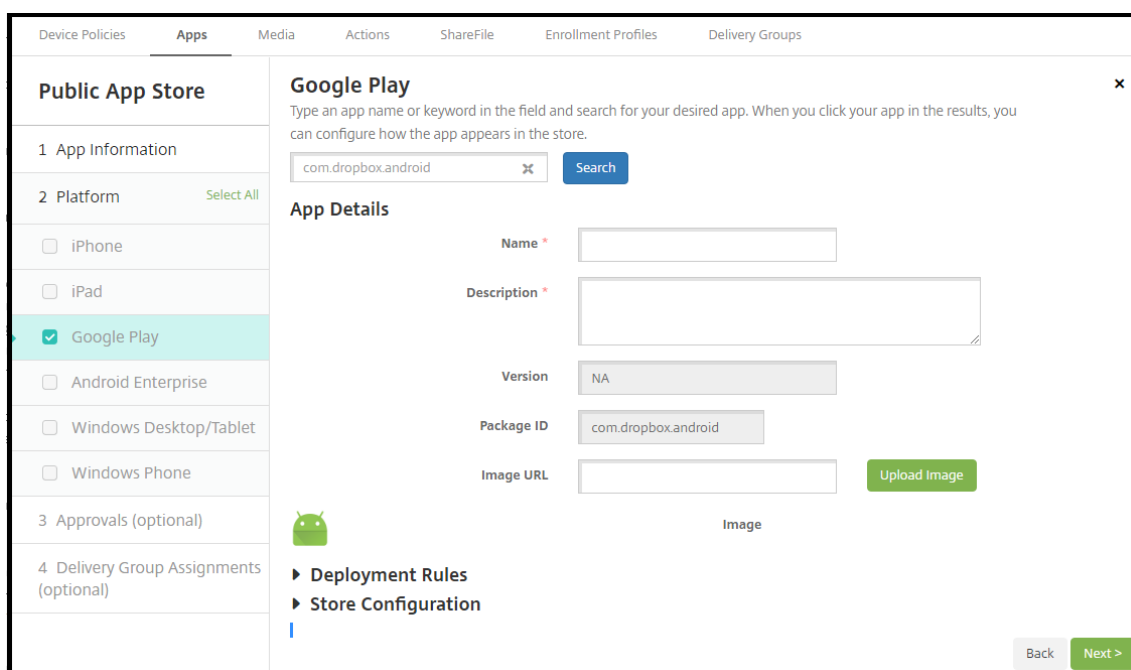 Device Policies Apps Media Actions ShareFile Enrollment Profiles Delivery Groups
Public App Store
1 App Information
2 Platform Select All
iPhone
iPad
Google Play
Android Enterprise
Windows Desktop/Tablet
Windows Phone
3 Approvals (optional)
4 Delivery Group Assignments
(optional)
Google Play
Type an app name or keyword in the field and search for your desired app. When you click your app in the results, you
can configure how the app appears in the store.
com.dropbox.android Search
App Details
Name *
Description *
Version NA
Package ID com.dropbox.android
Image URL Upload Image
Image
Deployment Rules
Store Configuration
Back Next >